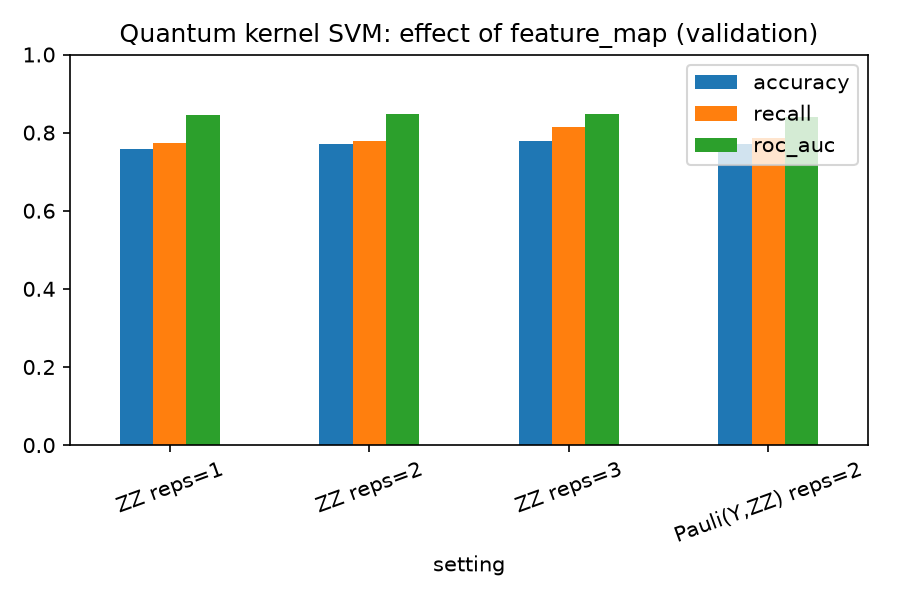 Quantum kernel SVM: effect of feature_map (validation)
1.0
0.8
0.6
0.4
0.2
0.0
accuracy
recall
roc_auc
ZZ reps=1
ZZ reps=2
ZZ reps=3
Pauli(Y,ZZ) reps=2
setting